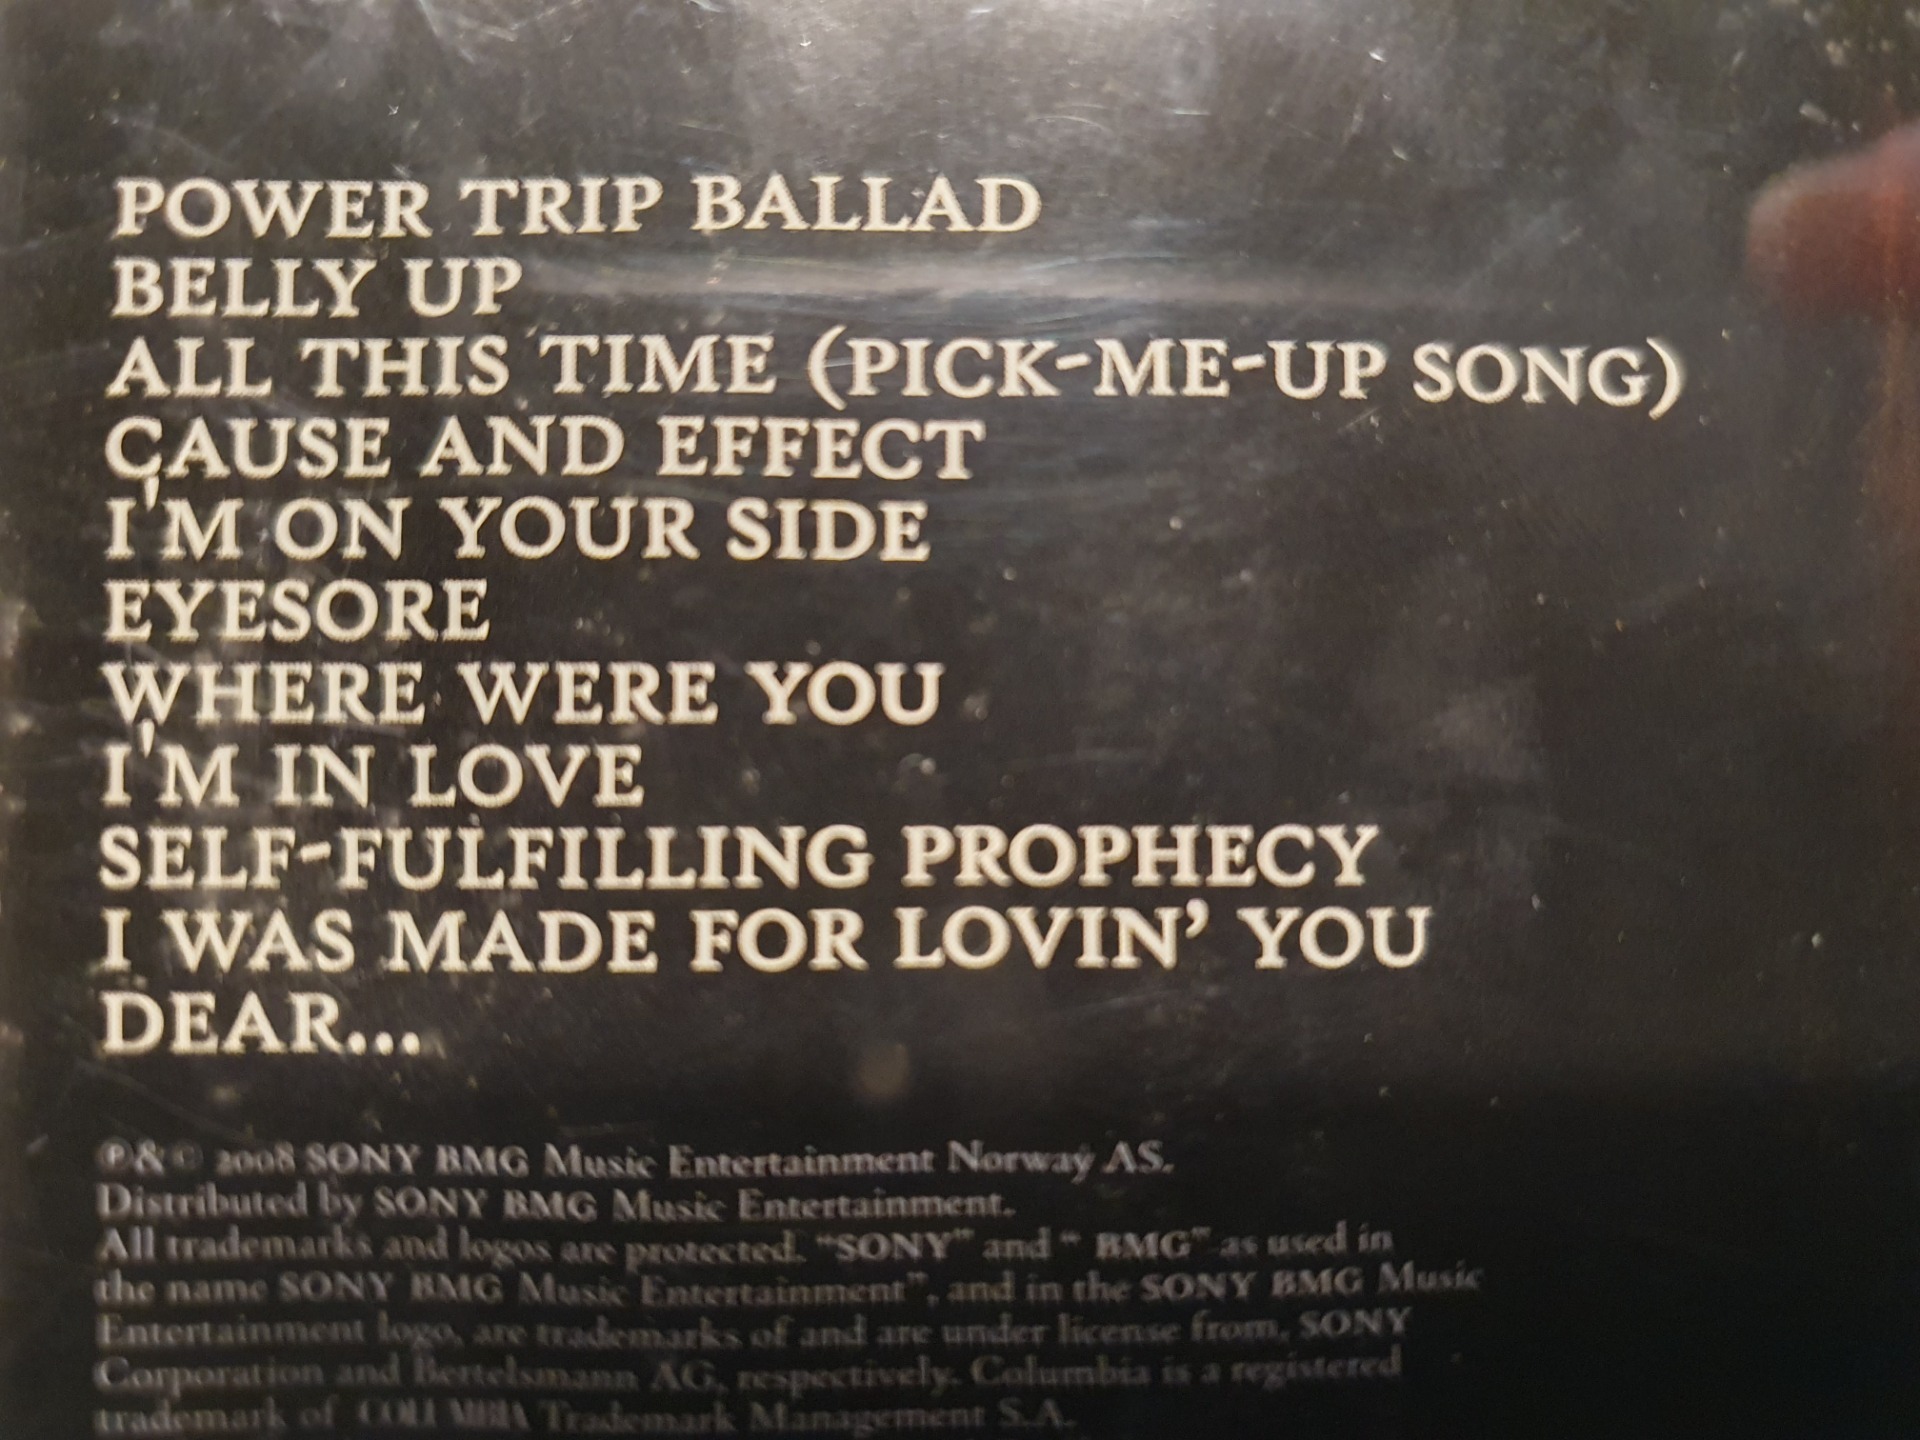 POWER TRIP BALLAD
BELLY UP
ALL THIS TIME (PICK-ME-UP SONG)
CAUSE AND EFFECT
I'M ON YOUR SIDE
EYESORE
WHERE WERE YOU
I'M IN LOVE
SELF-FULFILLING PROPHECY
I WAS MADE FOR LOVIN' YOU
DEAR...
℗&© 2008 SONY BMG Music Entertainment Norway AS.
Distributed by SONY BMG Music Entertainment.
All trademarks and logos are protected. "SONY" and " BMG" as used in
the name SONY BMG Music Entertainment", and in the SONY BMG Music
Entertainment logo, are trademarks of and are under license from, SONY
Corporation and Bertelsmann AG, respectively. Columbia is a registered
trademark of COLUMBIA Trademark Management S.A.